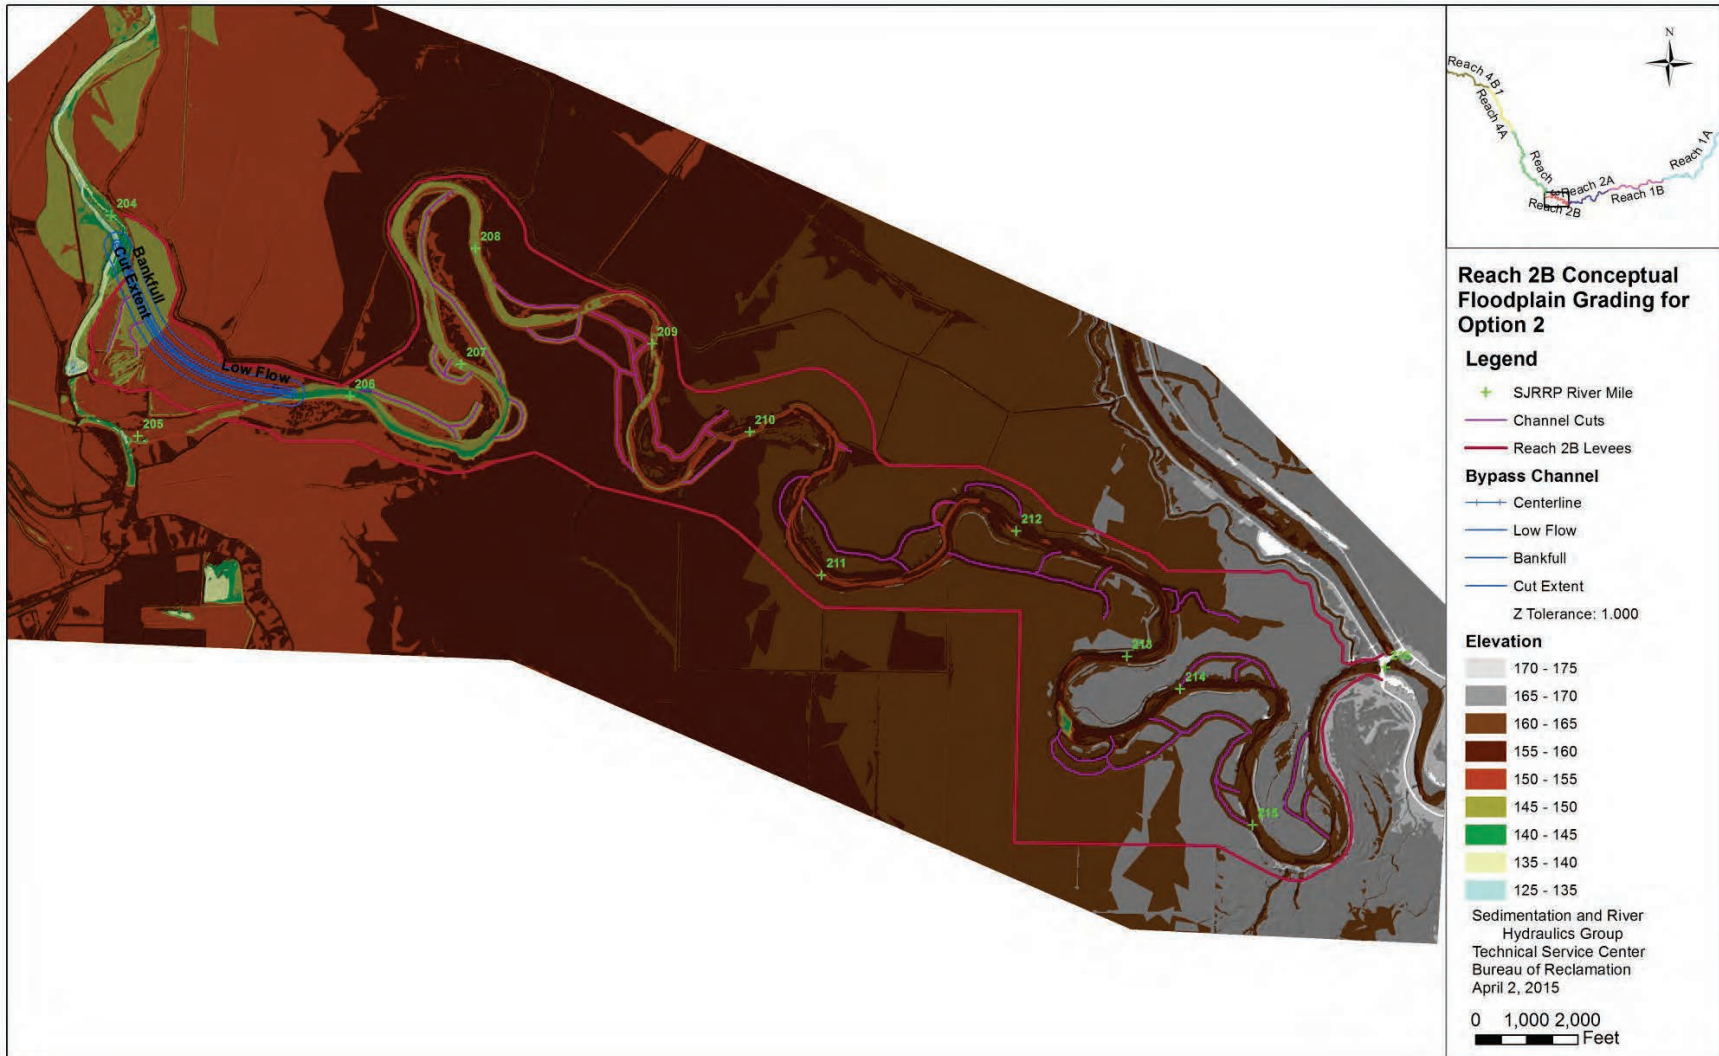 204
Bankfull
Cut Extent
Low Flow
205
206
207
208
209
210
211
212
213
214
215
N
Reach 4B1
Reach 4A
Reach
3
Reach 2A
Reach 2B
Reach 1B
Reach 1A
Reach 2B Conceptual
Floodplain Grading for
Option 2
Legend
SJRRP River Mile
Channel Cuts
Reach 2B Levees
Bypass Channel
Centerline
Low Flow
Bankfull
Cut Extent
Z Tolerance: 1.000
Elevation
170 - 175
165 - 170
160 - 165
155 - 160
150 - 155
145 - 150
140 - 145
135 - 140
125 - 135
Sedimentation and River
Hydraulics Group
Technical Service Center
Bureau of Reclamation
April 2, 2015
0 1,000 2,000
Feet